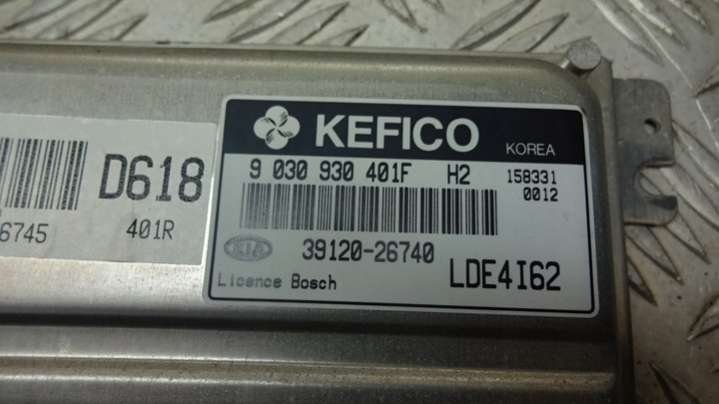 D618
6745
401R
KEFICO
KOREA
9 030 930 401F H2
158331
0012
39120-26740
KIA
LDE4I62
Licence Bosch